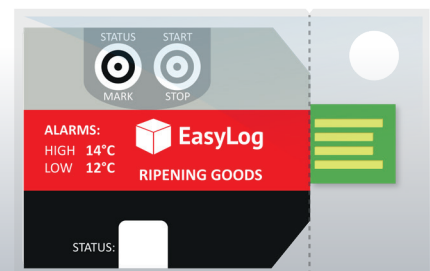 STATUS START
MARK STOP
ALARMS:
HIGH 14°C
LOW 12°C
EasyLog
RIPENING GOODS
STATUS: